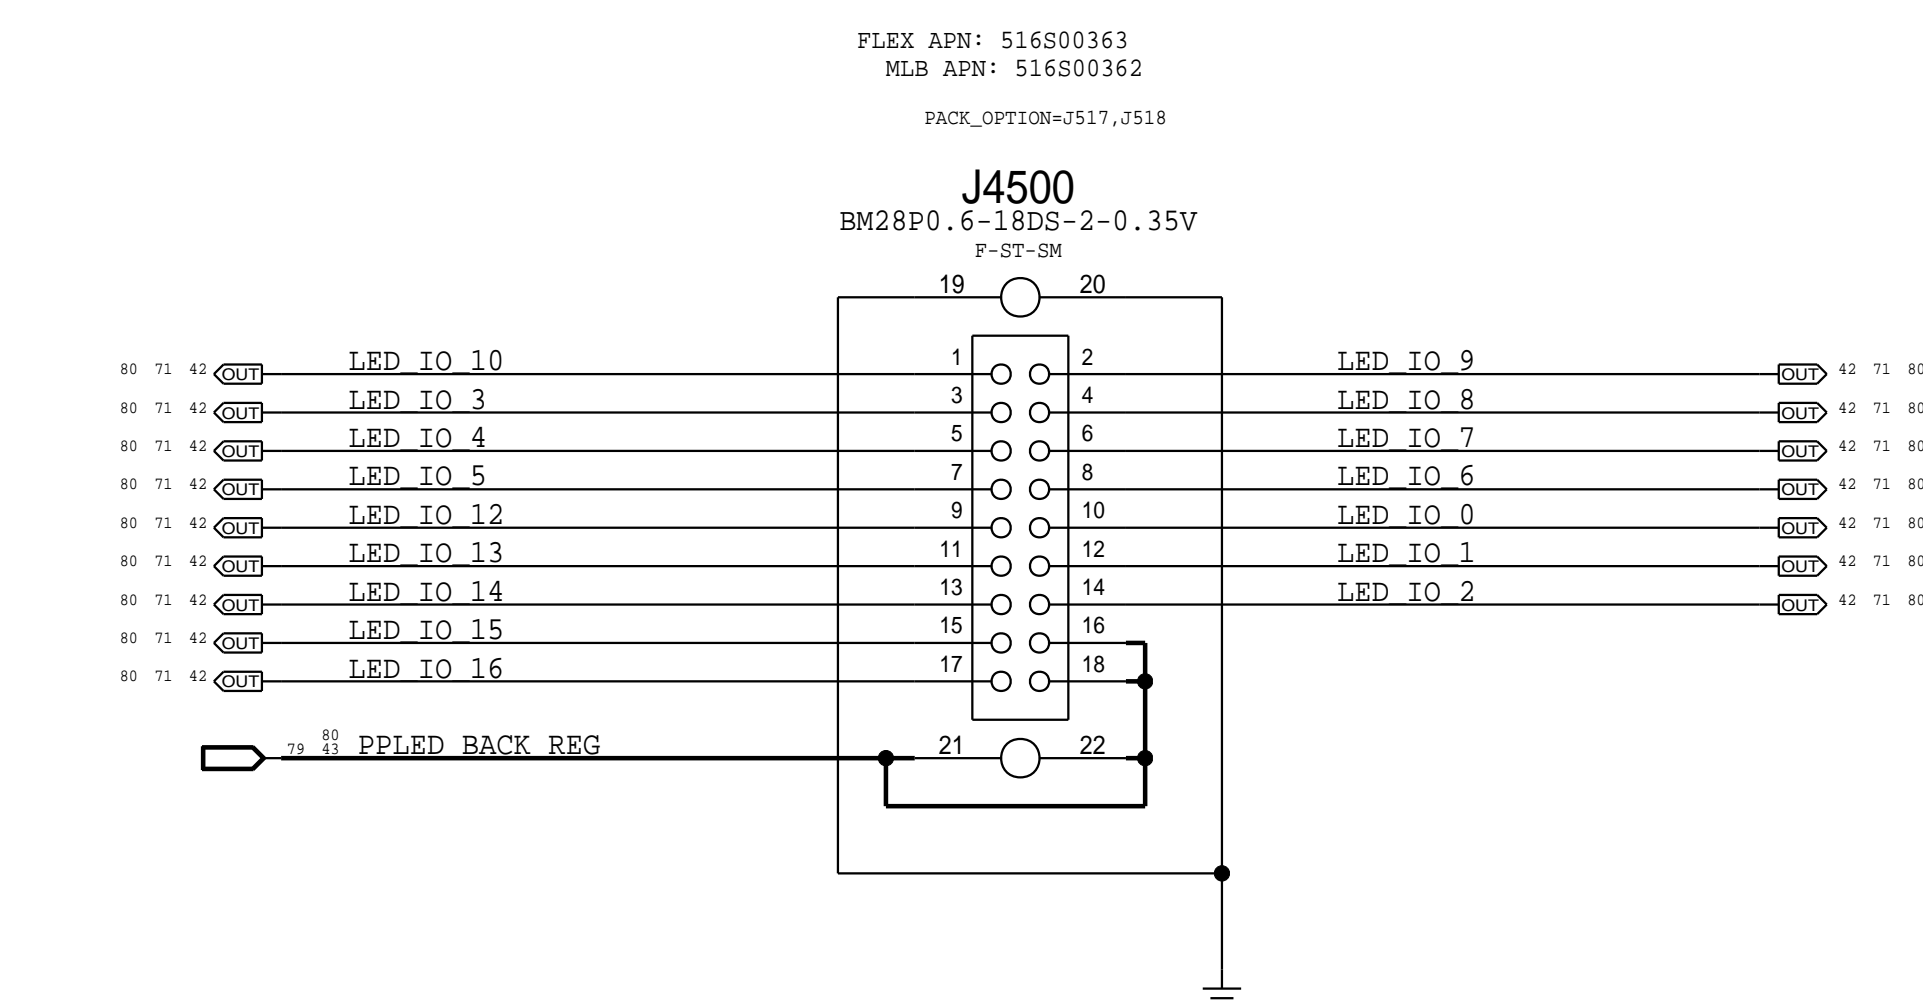 FLEX APN: 516S00363
MLB APN: 516S00362
PACK_OPTION=J517,J518
J4500
BM28P0.6-18DS-2-0.35V
F-ST-SM
19 20
80 71 42 OUT LED_IO_10 1 2 LED_IO_9 OUT 42 71 80
80 71 42 OUT LED_IO_3 3 4 LED_IO_8 OUT 42 71 80
80 71 42 OUT LED_IO_4 5 6 LED_IO_7 OUT 42 71 80
80 71 42 OUT LED_IO_5 7 8 LED_IO_6 OUT 42 71 80
80 71 42 OUT LED_IO_12 9 10 LED_IO_0 OUT 42 71 80
80 71 42 OUT LED_IO_13 11 12 LED_IO_1 OUT 42 71 80
80 71 42 OUT LED_IO_14 13 14 LED_IO_2 OUT 42 71 80
80 71 42 OUT LED_IO_15 15 16
80 71 42 OUT LED_IO_16 17 18
80
79 43 PPLED_BACK_REG 21 22